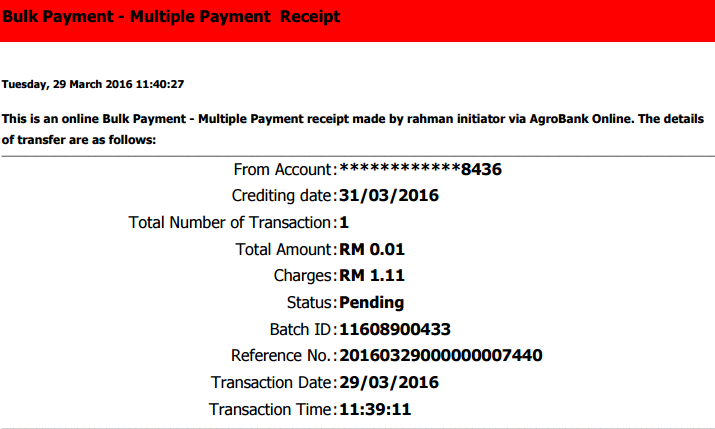 Bulk Payment - Multiple Payment  Receipt
Tuesday, 29 March 2016 11:40:27
This is an online Bulk Payment - Multiple Payment receipt made by rahman initiator via AgroBank Online. The details
of transfer are as follows:
From Account:************8436
Crediting date:31/03/2016
Total Number of Transaction:1
Total Amount:RM 0.01
Charges:RM 1.11
Status:Pending
Batch ID:11608900433
Reference No.:20160329000000007440
Transaction Date:29/03/2016
Transaction Time:11:39:11